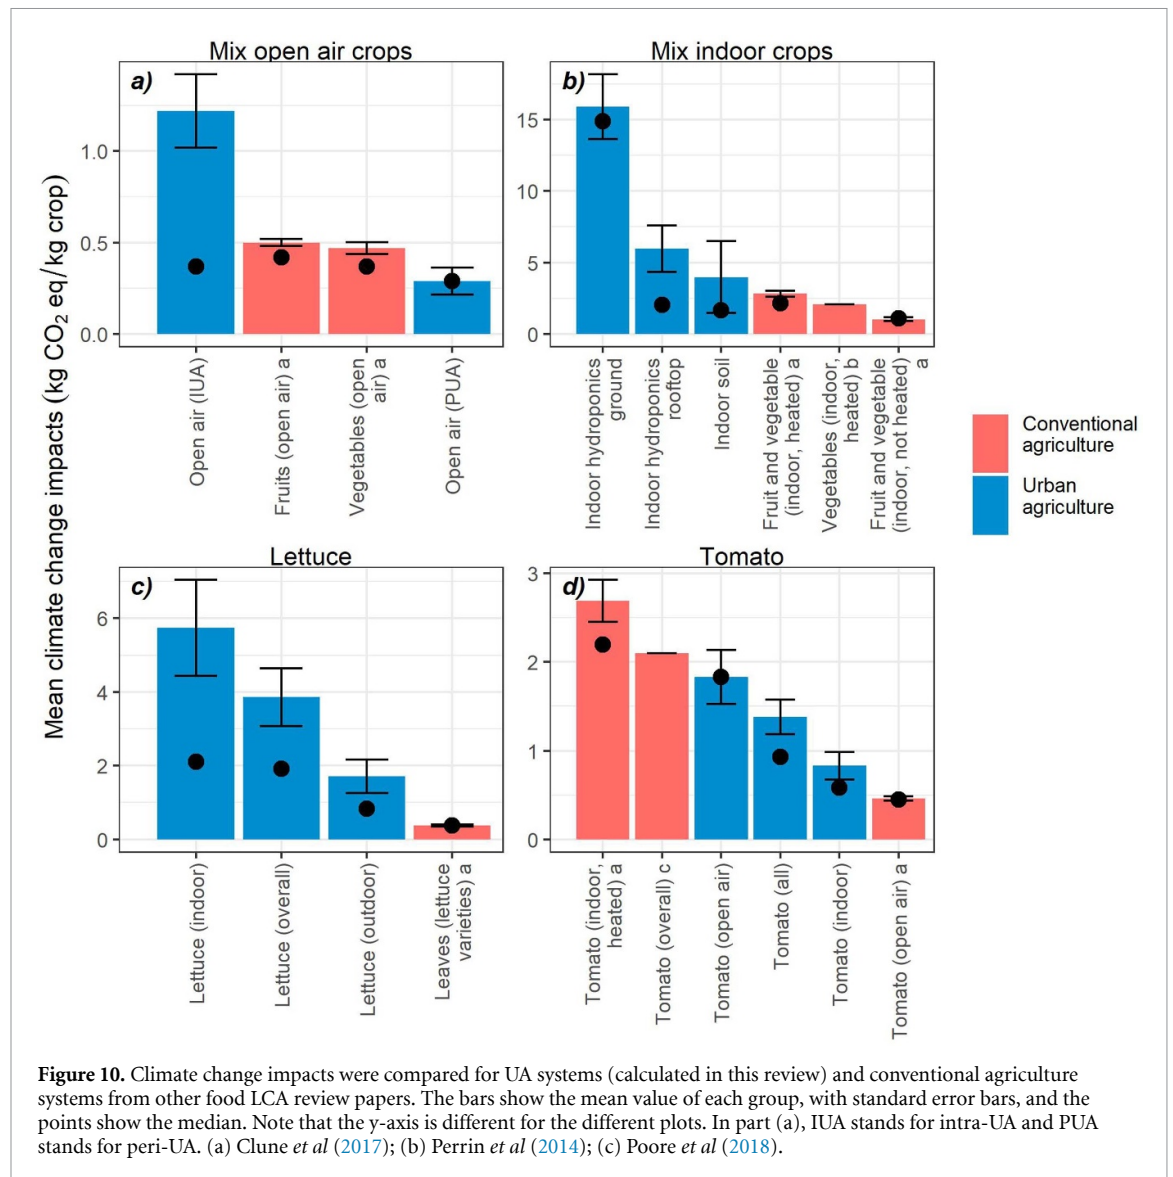 Mix open air crops
a)
1.0
0.5
0.0
Open air (IUA)
Fruits (open air) a
Vegetables (open
air) a
Open air (PUA)
Mix indoor crops
b)
15
10
5
0
Indoor hydroponics
ground
Indoor hydroponics
rooftop
Indoor soil
Fruit and vegetable
(indoor, heated) a
Vegetables (indoor,
heated) b
Fruit and vegetable
(indoor, not heated)
a
Mean climate change impacts (kg CO₂ eq/kg crop)
Conventional
agriculture
Urban
agriculture
Lettuce
c)
6
4
2
0
Lettuce (indoor)
Lettuce (overall)
Lettuce (outdoor)
Leaves (lettuce
varieties) a
Tomato
d)
3
2
1
0
Tomato (indoor,
heated) a
Tomato (overall) c
Tomato (open air)
Tomato (all)
Tomato (indoor)
Tomato (open air) a
Figure 10. Climate change impacts were compared for UA systems (calculated in this review) and conventional agriculture
systems from other food LCA review papers. The bars show the mean value of each group, with standard error bars, and the
points show the median. Note that the y-axis is different for the different plots. In part (a), IUA stands for intra-UA and PUA
stands for peri-UA. (a) Clune et al (2017); (b) Perrin et al (2014); (c) Poore et al (2018).